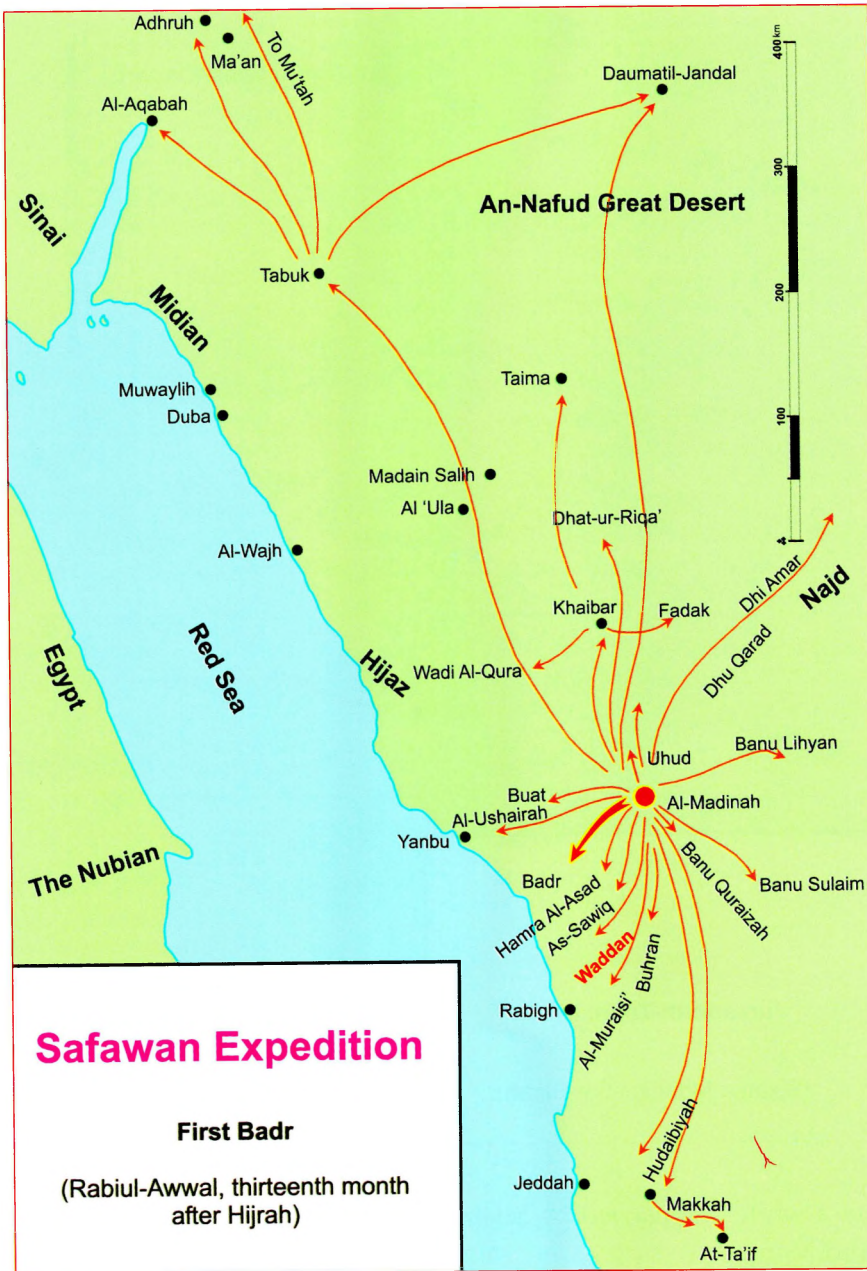 Adhruh
Ma'an
To Mu'tah
Al-Aqabah
Daumatil-Jandal
400 km
300
200
100
An-Nafud Great Desert
Sinai
Tabuk
Midian
Muwaylih
Duba
Taima
Madain Salih
Al 'Ula
Dhat-ur-Riqa'
Al-Wajh
Khaibar
Fadak
Dhi Amar
Najd
Wadi Al-Qura
Dhu Qarad
Egypt
Red Sea
Hijaz
Uhud
Banu Lihyan
Buat
Al-Madinah
Al-Ushairah
Yanbu
The Nubian
Badr
Banu Quraizah
Banu Sulaim
Hamra Al-Asad
As-Sawiq
Waddan
Buhran
Al-Muraisi'
Rabigh
Hudaibiyah
Jeddah
Makkah
At-Ta'if
Safawan Expedition
First Badr
(Rabiul-Awwal, thirteenth month
after Hijrah)